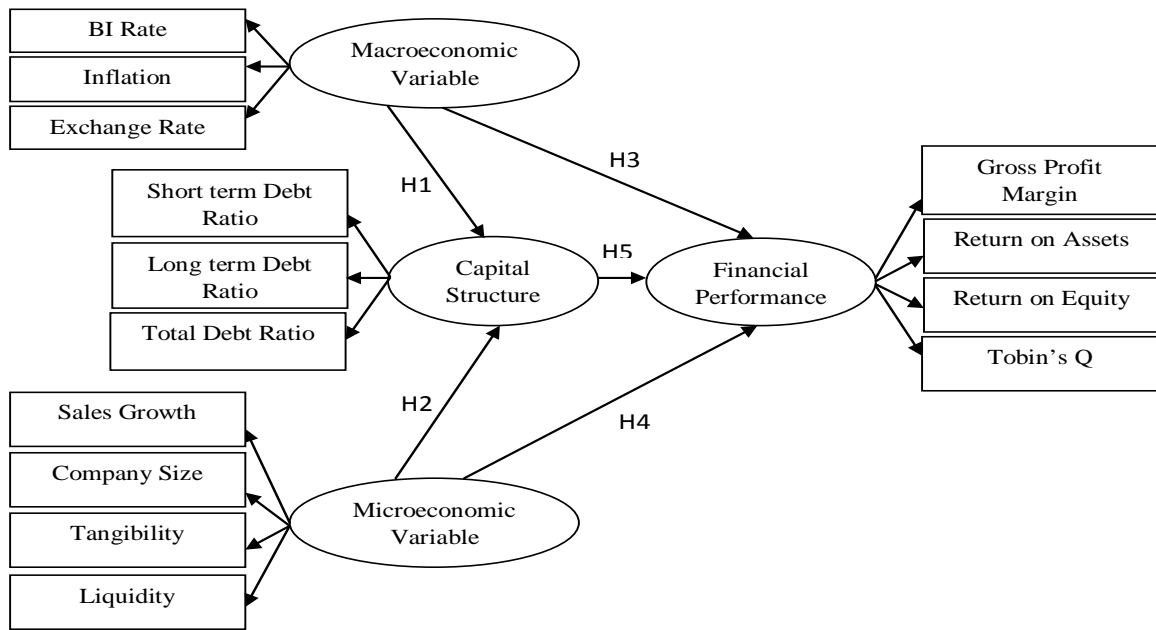 BI Rate
Inflation
Exchange Rate
Macroeconomic
Variable
H1
H3
Short term Debt
Ratio
Long term Debt
Ratio
Total Debt Ratio
Capital
Structure
H5
Financial
Performance
Gross Profit
Margin
Return on Assets
Return on Equity
Tobin’s Q
H2
H4
Sales Growth
Company Size
Tangibility
Liquidity
Microeconomic
Variable